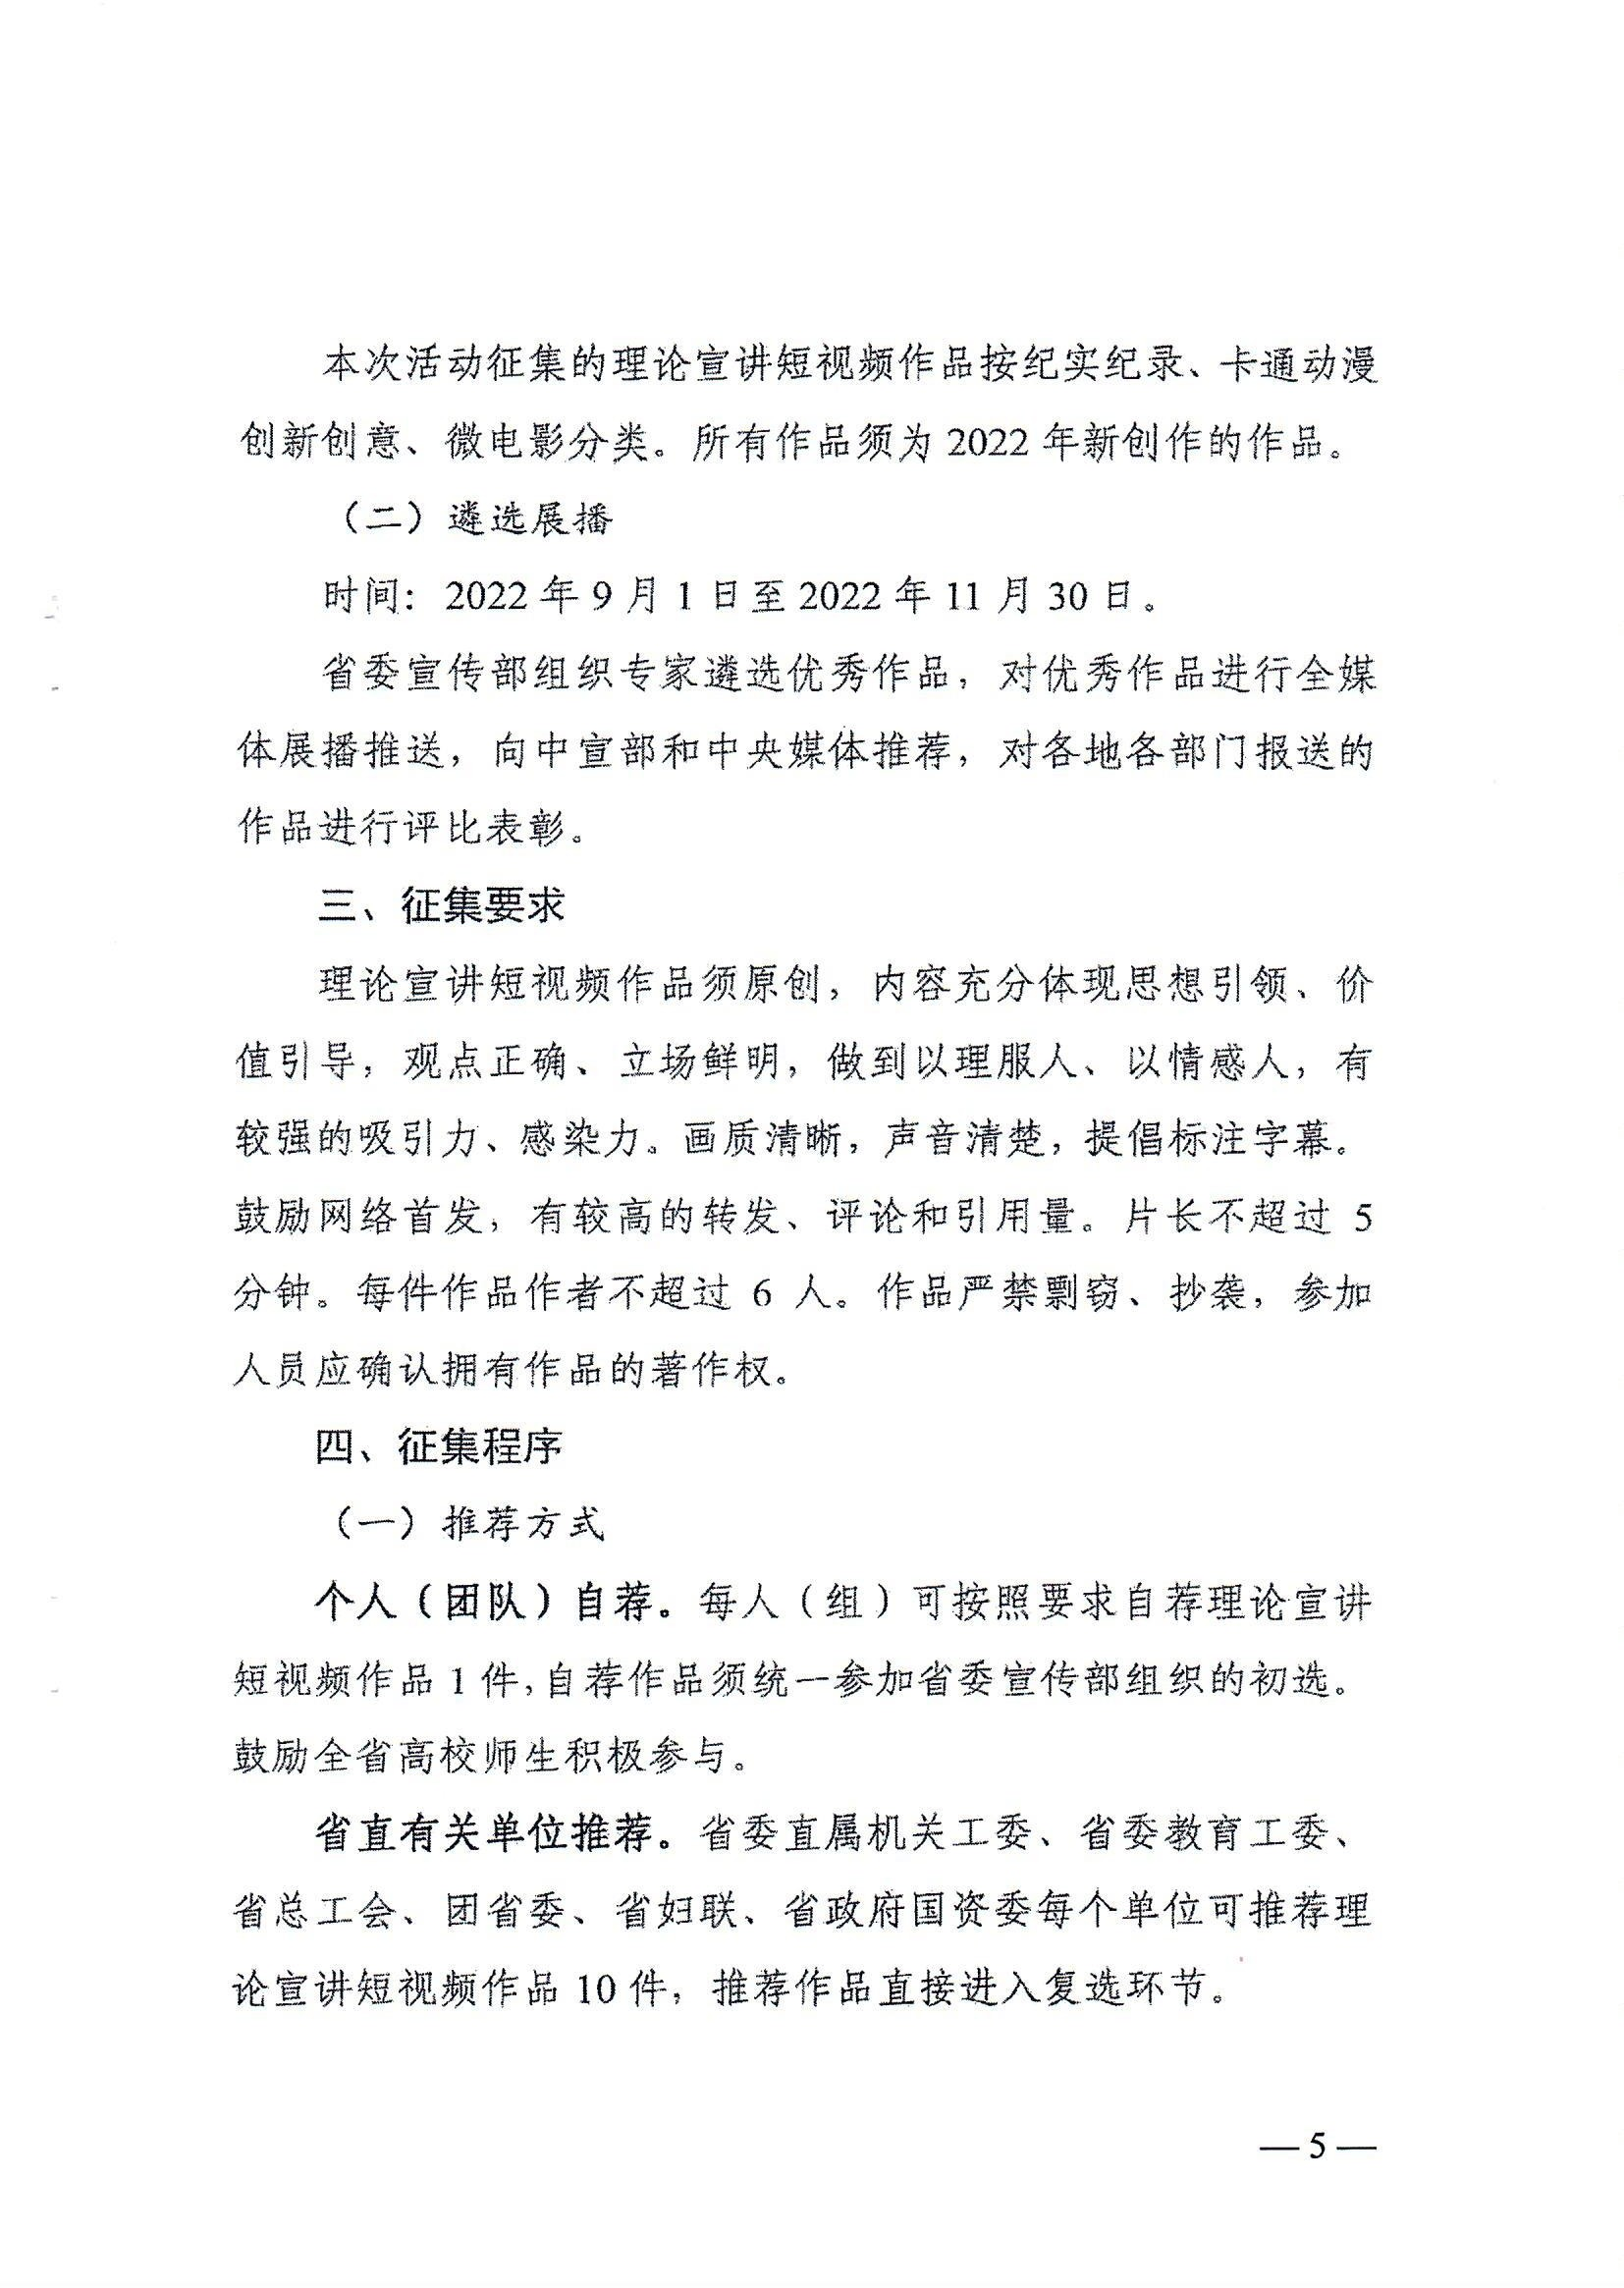 本次活动征集的理论宣讲短视频作品按纪实纪录、卡通动漫
创新创意、微电影分类。所有作品须为 2022 年新创作的作品。
（二）遴选展播
时间：2022 年 9 月 1 日至 2022 年 11 月 30 日。
省委宣传部组织专家遴选优秀作品，对优秀作品进行全媒
体展播推送，向中宣部和中央媒体推荐，对各地各部门报送的
作品进行评比表彰。
三、征集要求
理论宣讲短视频作品须原创，内容充分体现思想引领、价
值引导，观点正确、立场鲜明，做到以理服人、以情感人，有
较强的吸引力、感染力。画质清晰，声音清楚，提倡标注字幕。
鼓励网络首发，有较高的转发、评论和引用量。片长不超过 5
分钟。每件作品作者不超过 6 人。作品严禁剽窃、抄袭，参加
人员应确认拥有作品的著作权。
四、征集程序
（一）推荐方式
个人（团队）自荐。每人（组）可按照要求自荐理论宣讲
短视频作品 1 件，自荐作品须统一参加省委宣传部组织的初选。
鼓励全省高校师生积极参与。
省直有关单位推荐。省委直属机关工委、省委教育工委、
省总工会、团省委、省妇联、省政府国资委每个单位可推荐理
论宣讲短视频作品 10 件，推荐作品直接进入复选环节。
— 5 —